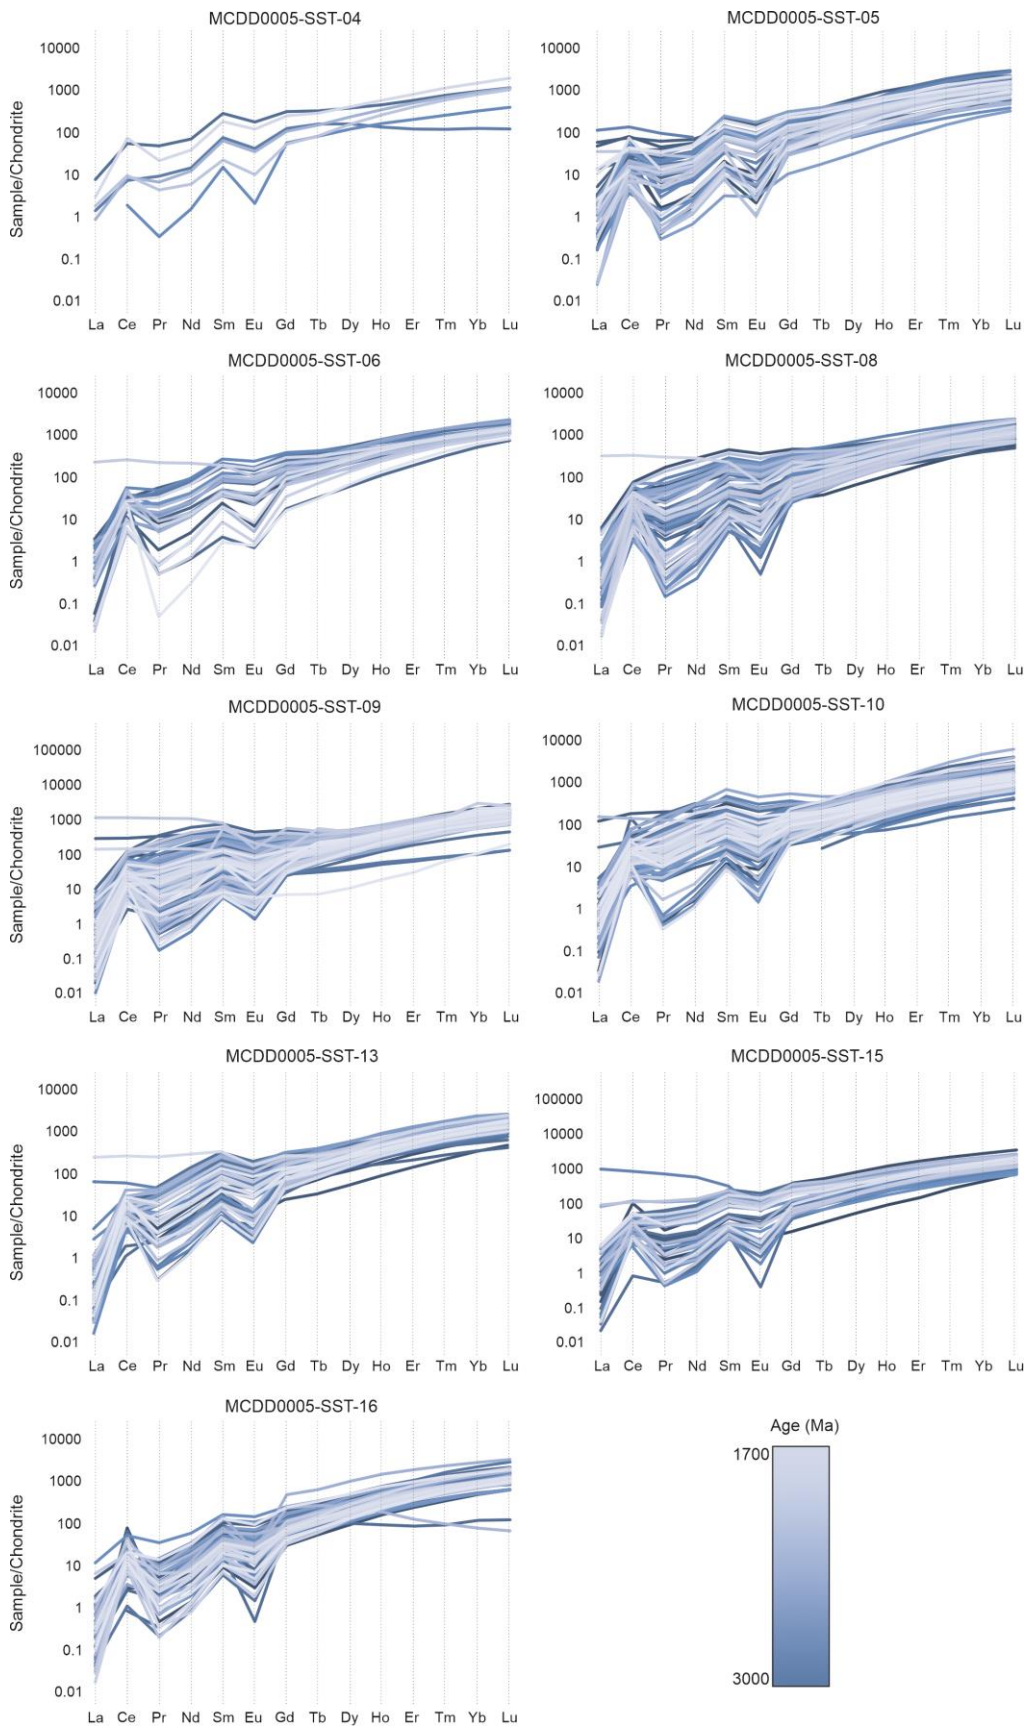 MCDD0005-SST-04
MCDD0005-SST-05
Sample/Chondrite
10000
1000
100
10
1
0.1
0.01
La Ce Pr Nd Sm Eu Gd Tb Dy Ho Er Tm Yb Lu
10000
1000
100
10
1
0.1
0.01
La Ce Pr Nd Sm Eu Gd Tb Dy Ho Er Tm Yb Lu
MCDD0005-SST-06
MCDD0005-SST-08
Sample/Chondrite
10000
1000
100
10
1
0.1
0.01
La Ce Pr Nd Sm Eu Gd Tb Dy Ho Er Tm Yb Lu
10000
1000
100
10
1
0.1
0.01
La Ce Pr Nd Sm Eu Gd Tb Dy Ho Er Tm Yb Lu
MCDD0005-SST-09
MCDD0005-SST-10
Sample/Chondrite
100000
10000
1000
100
10
1
0.1
0.01
La Ce Pr Nd Sm Eu Gd Tb Dy Ho Er Tm Yb Lu
10000
1000
100
10
1
0.1
0.01
La Ce Pr Nd Sm Eu Gd Tb Dy Ho Er Tm Yb Lu
MCDD0005-SST-13
MCDD0005-SST-15
Sample/Chondrite
10000
1000
100
10
1
0.1
0.01
La Ce Pr Nd Sm Eu Gd Tb Dy Ho Er Tm Yb Lu
100000
10000
1000
100
10
1
0.1
0.01
La Ce Pr Nd Sm Eu Gd Tb Dy Ho Er Tm Yb Lu
MCDD0005-SST-16
Sample/Chondrite
10000
1000
100
10
1
0.1
0.01
La Ce Pr Nd Sm Eu Gd Tb Dy Ho Er Tm Yb Lu
Age (Ma)
1700
3000